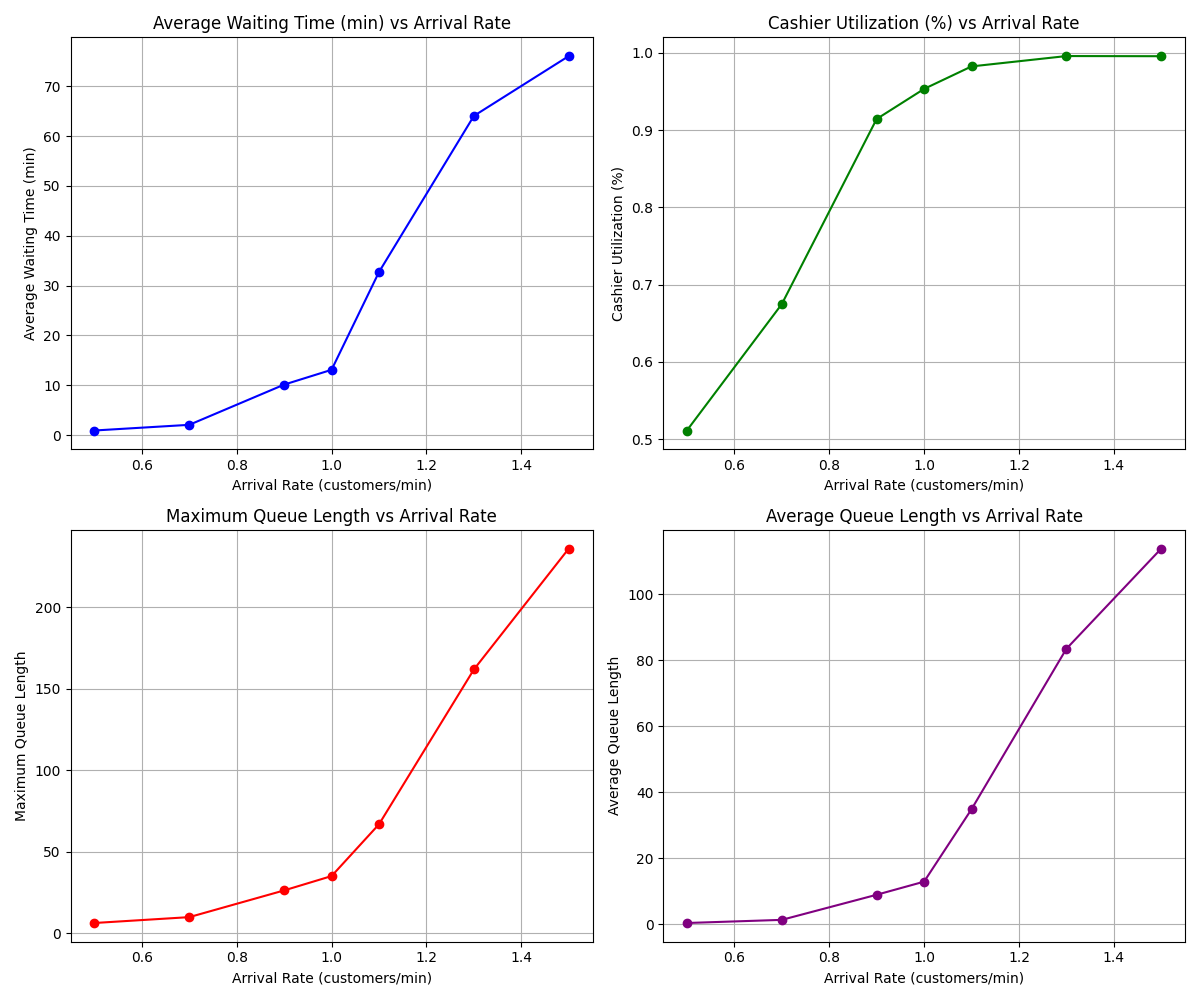 Average Waiting Time (min) vs Arrival Rate
Average Waiting Time (min)
70
60
50
40
30
20
10
0
0.6 0.8 1.0 1.2 1.4
Arrival Rate (customers/min)
Cashier Utilization (%) vs Arrival Rate
Cashier Utilization (%)
1.0
0.9
0.8
0.7
0.6
0.5
0.6 0.8 1.0 1.2 1.4
Arrival Rate (customers/min)
Maximum Queue Length vs Arrival Rate
Maximum Queue Length
200
150
100
50
0
0.6 0.8 1.0 1.2 1.4
Arrival Rate (customers/min)
Average Queue Length vs Arrival Rate
Average Queue Length
100
80
60
40
20
0
0.6 0.8 1.0 1.2 1.4
Arrival Rate (customers/min)